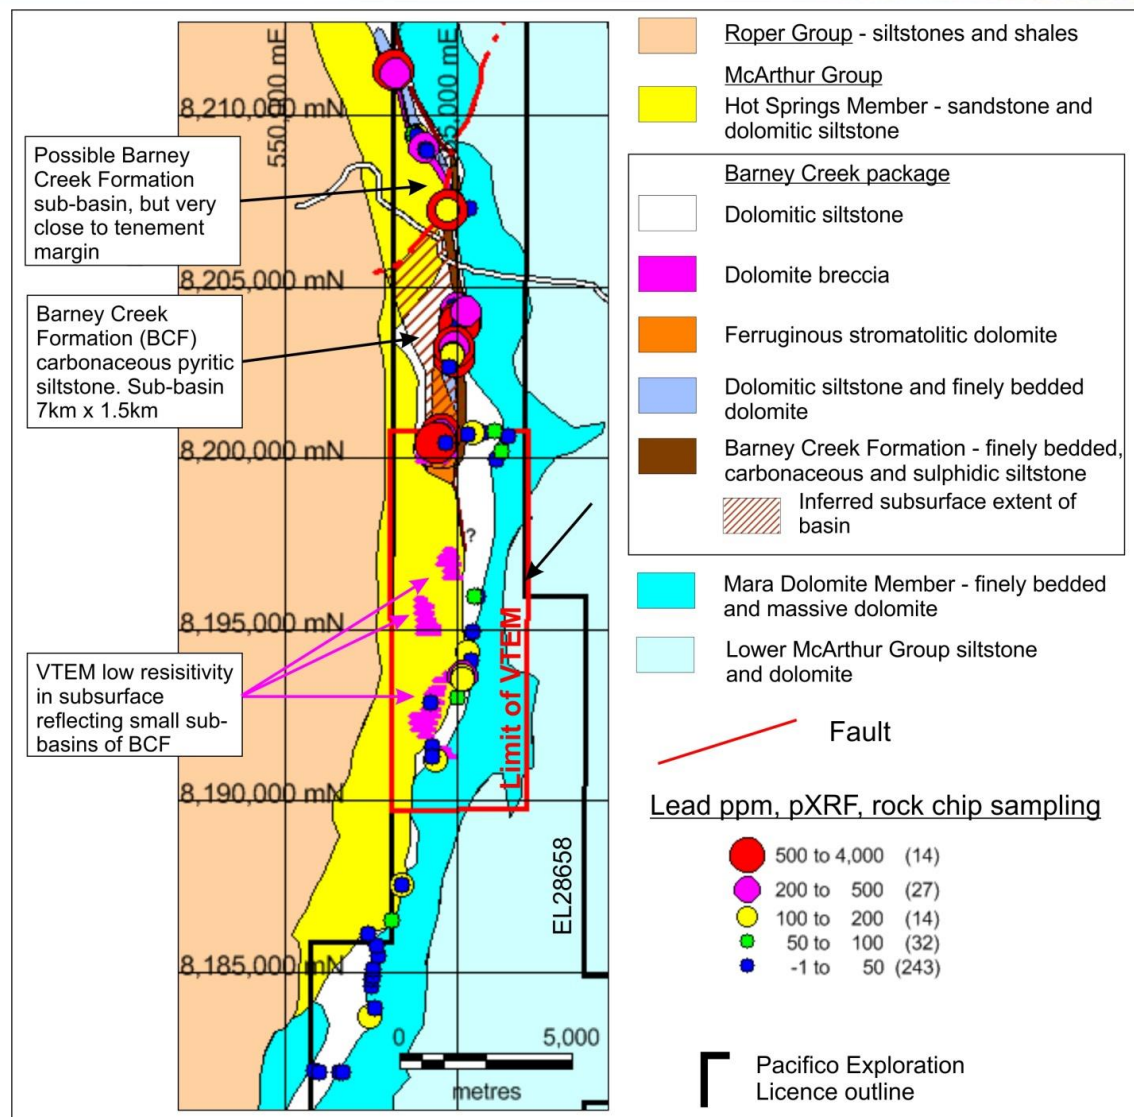 550,000 mE
555,000 mE
8,210,000 mN
8,205,000 mN
8,200,000 mN
8,195,000 mN
8,190,000 mN
8,185,000 mN
Possible Barney
Creek Formation
sub-basin, but very
close to tenement
margin
Barney Creek
Formation (BCF)
carbonaceous pyritic
siltstone. Sub-basin
7km x 1.5km
VTEM low resisitivity
in subsurface
reflecting small sub-
basins of BCF
?
Limit of VTEM
EL28658
0 5,000
metres
Roper Group - siltstones and shales
McArthur Group
Hot Springs Member - sandstone and
dolomitic siltstone
Barney Creek package
Dolomitic siltstone
Dolomite breccia
Ferruginous stromatolitic dolomite
Dolomitic siltstone and finely bedded
dolomite
Barney Creek Formation - finely bedded,
carbonaceous and sulphidic siltstone
Inferred subsurface extent of
basin
Mara Dolomite Member - finely bedded
and massive dolomite
Lower McArthur Group siltstone
and dolomite
Fault
Lead ppm, pXRF, rock chip sampling
500 to 4,000 (14)
200 to 500 (27)
100 to 200 (14)
50 to 100 (32)
-1 to 50 (243)
Pacifico Exploration
Licence outline